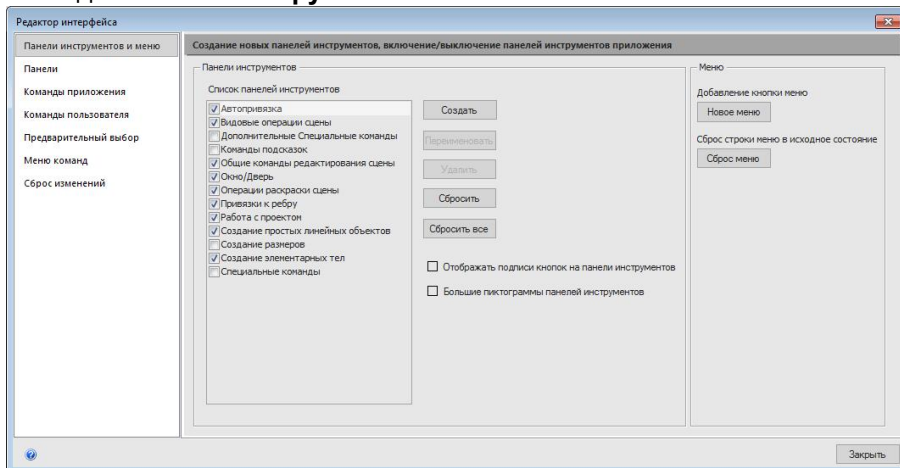 Редактор интерфейса
Панели инструментов и меню
Панели
Команды приложения
Команды пользователя
Предварительный выбор
Меню команд
Сброс изменений
Создание новых панелей инструментов, включение/выключение панелей инструментов приложения
Панели инструментов
Список панелей инструментов
Автопривязка
Видовые операции сцены
Дополнительные Специальные команды
Команды подсказок
Общие команды редактирования сцены
Окно/Дверь
Операции раскраски сцены
Привязки к ребру
Работа с проектом
Создание простых линейных объектов
Создание размеров
Создание элементарных тел
Специальные команды
Создать
Переименовать
Удалить
Сбросить
Сбросить все
Отображать подписи кнопок на панели инструментов
Большие пиктограммы панелей инструментов
Меню
Добавление кнопки меню
Новое меню
Сброс строки меню в исходное состояние
Сброс меню
Закрыть